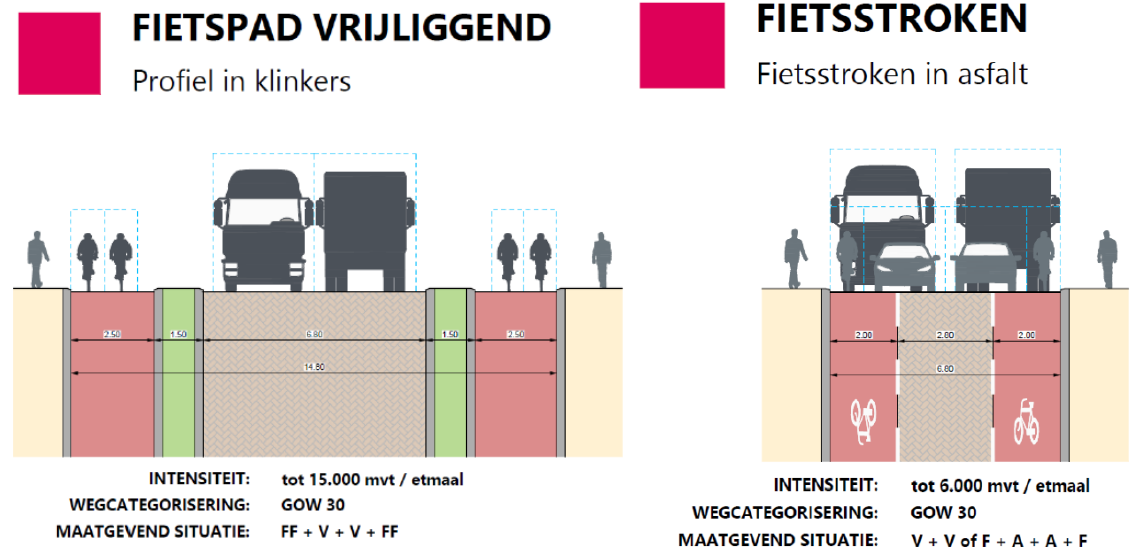 FIETSPAD VRIJLIGGEND
Profiel in klinkers
2.50 1.50 6.80 1.50 2.50
14.80
INTENSITEIT: tot 15.000 mvt / etmaal
WEGCATEGORISERING: GOW 30
MAATGEVEND SITUATIE: FF + V + V + FF
FIETSSTROKEN
Fietsstroken in asfalt
2.00 2.80 2.00
6.80
INTENSITEIT: tot 6.000 mvt / etmaal
WEGCATEGORISERING: GOW 30
MAATGEVEND SITUATIE: V + V of F + A + A + F